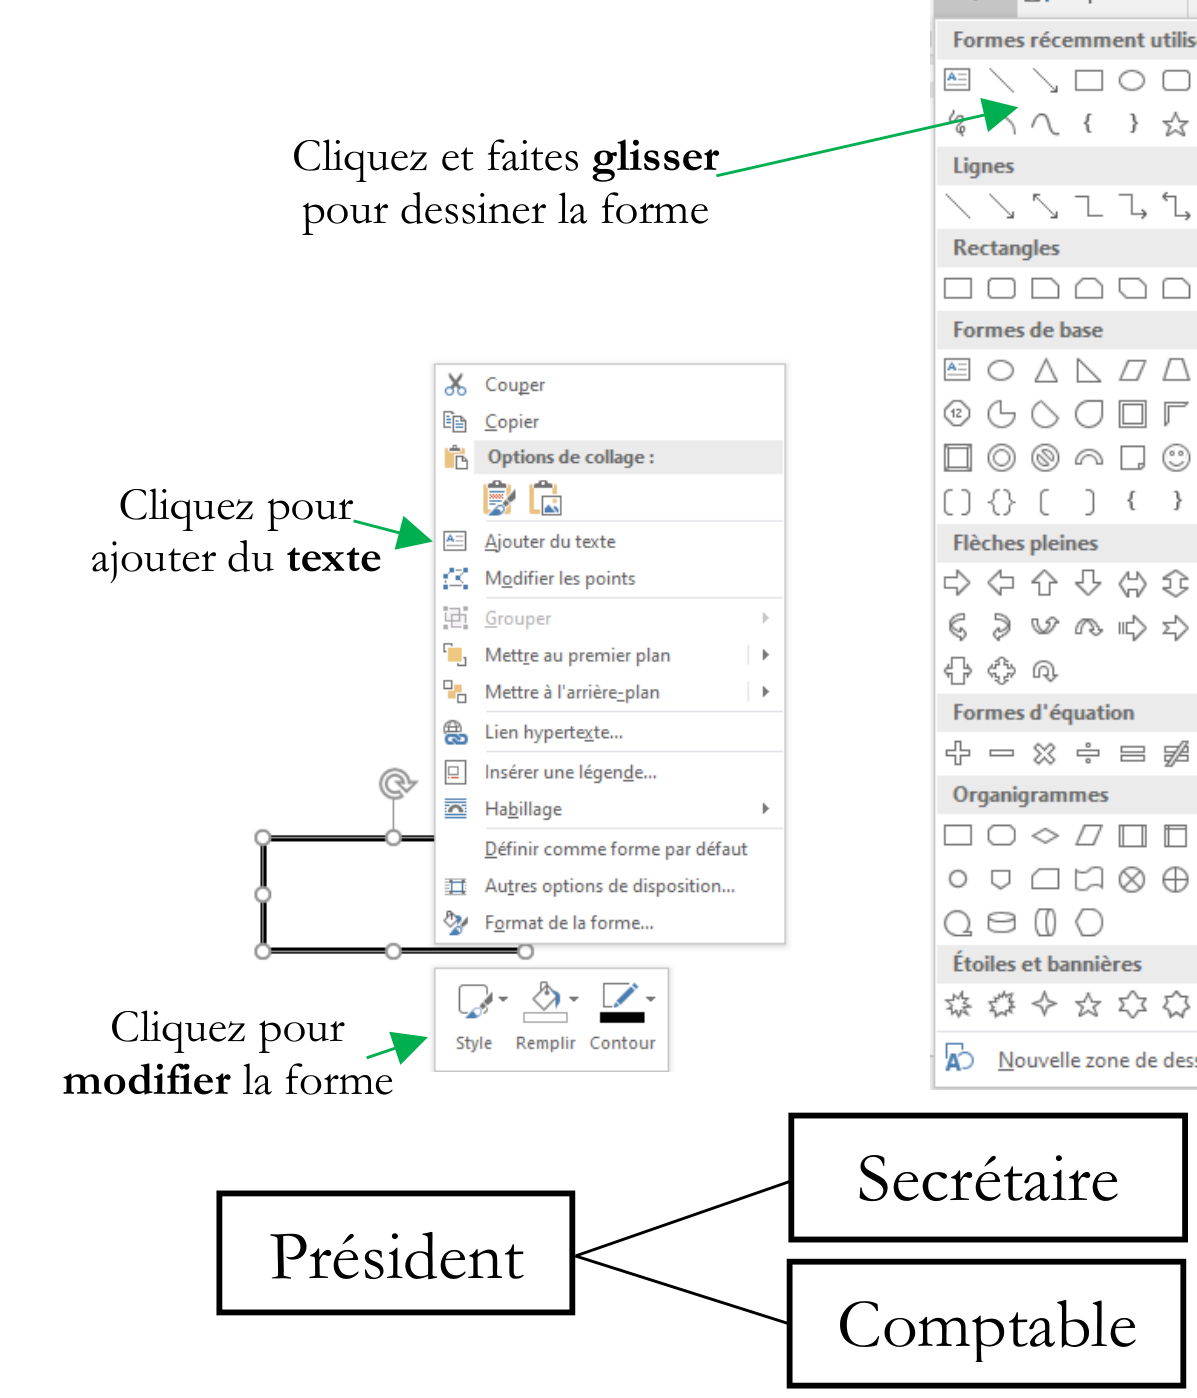 Formes récemment utilis
Cliquez et faites glisser
pour dessiner la forme
Lignes
Rectangles
Formes de base
12
Flèches pleines
Formes d'équation
Organigrammes
Étoiles et bannières
Nouvelle zone de dess
Couper
Copier
Options de collage :
Cliquez pour
ajouter du texte
Ajouter du texte
Modifier les points
Grouper
Mettre au premier plan
Mettre à l'arrière-plan
Lien hypertexte...
Insérer une légende...
Habillage
Définir comme forme par défaut
Autres options de disposition...
Format de la forme...
Style Remplir Contour
Cliquez pour
modifier la forme
Président
Secrétaire
Comptable